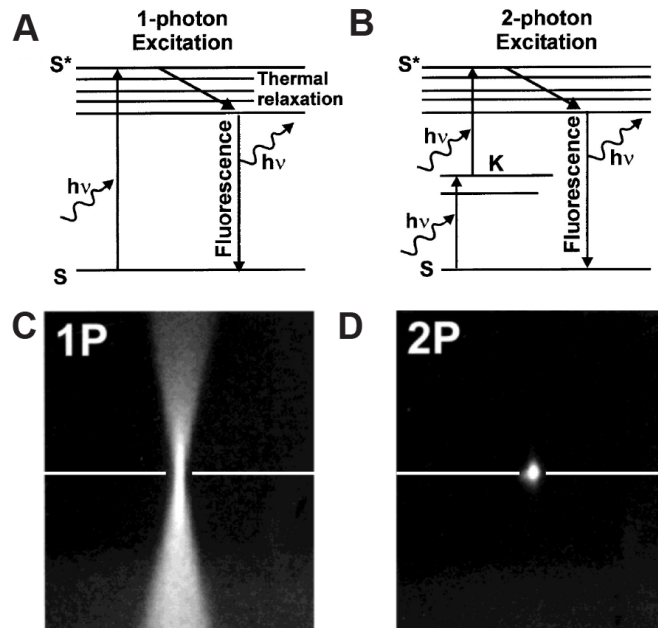 A
1-photon
Excitation
S*
Thermal
relaxation
hν
hν
Fluorescence
S
B
2-photon
Excitation
S*
hν
K
hν
hν
Fluorescence
S
C
1P
D
2P